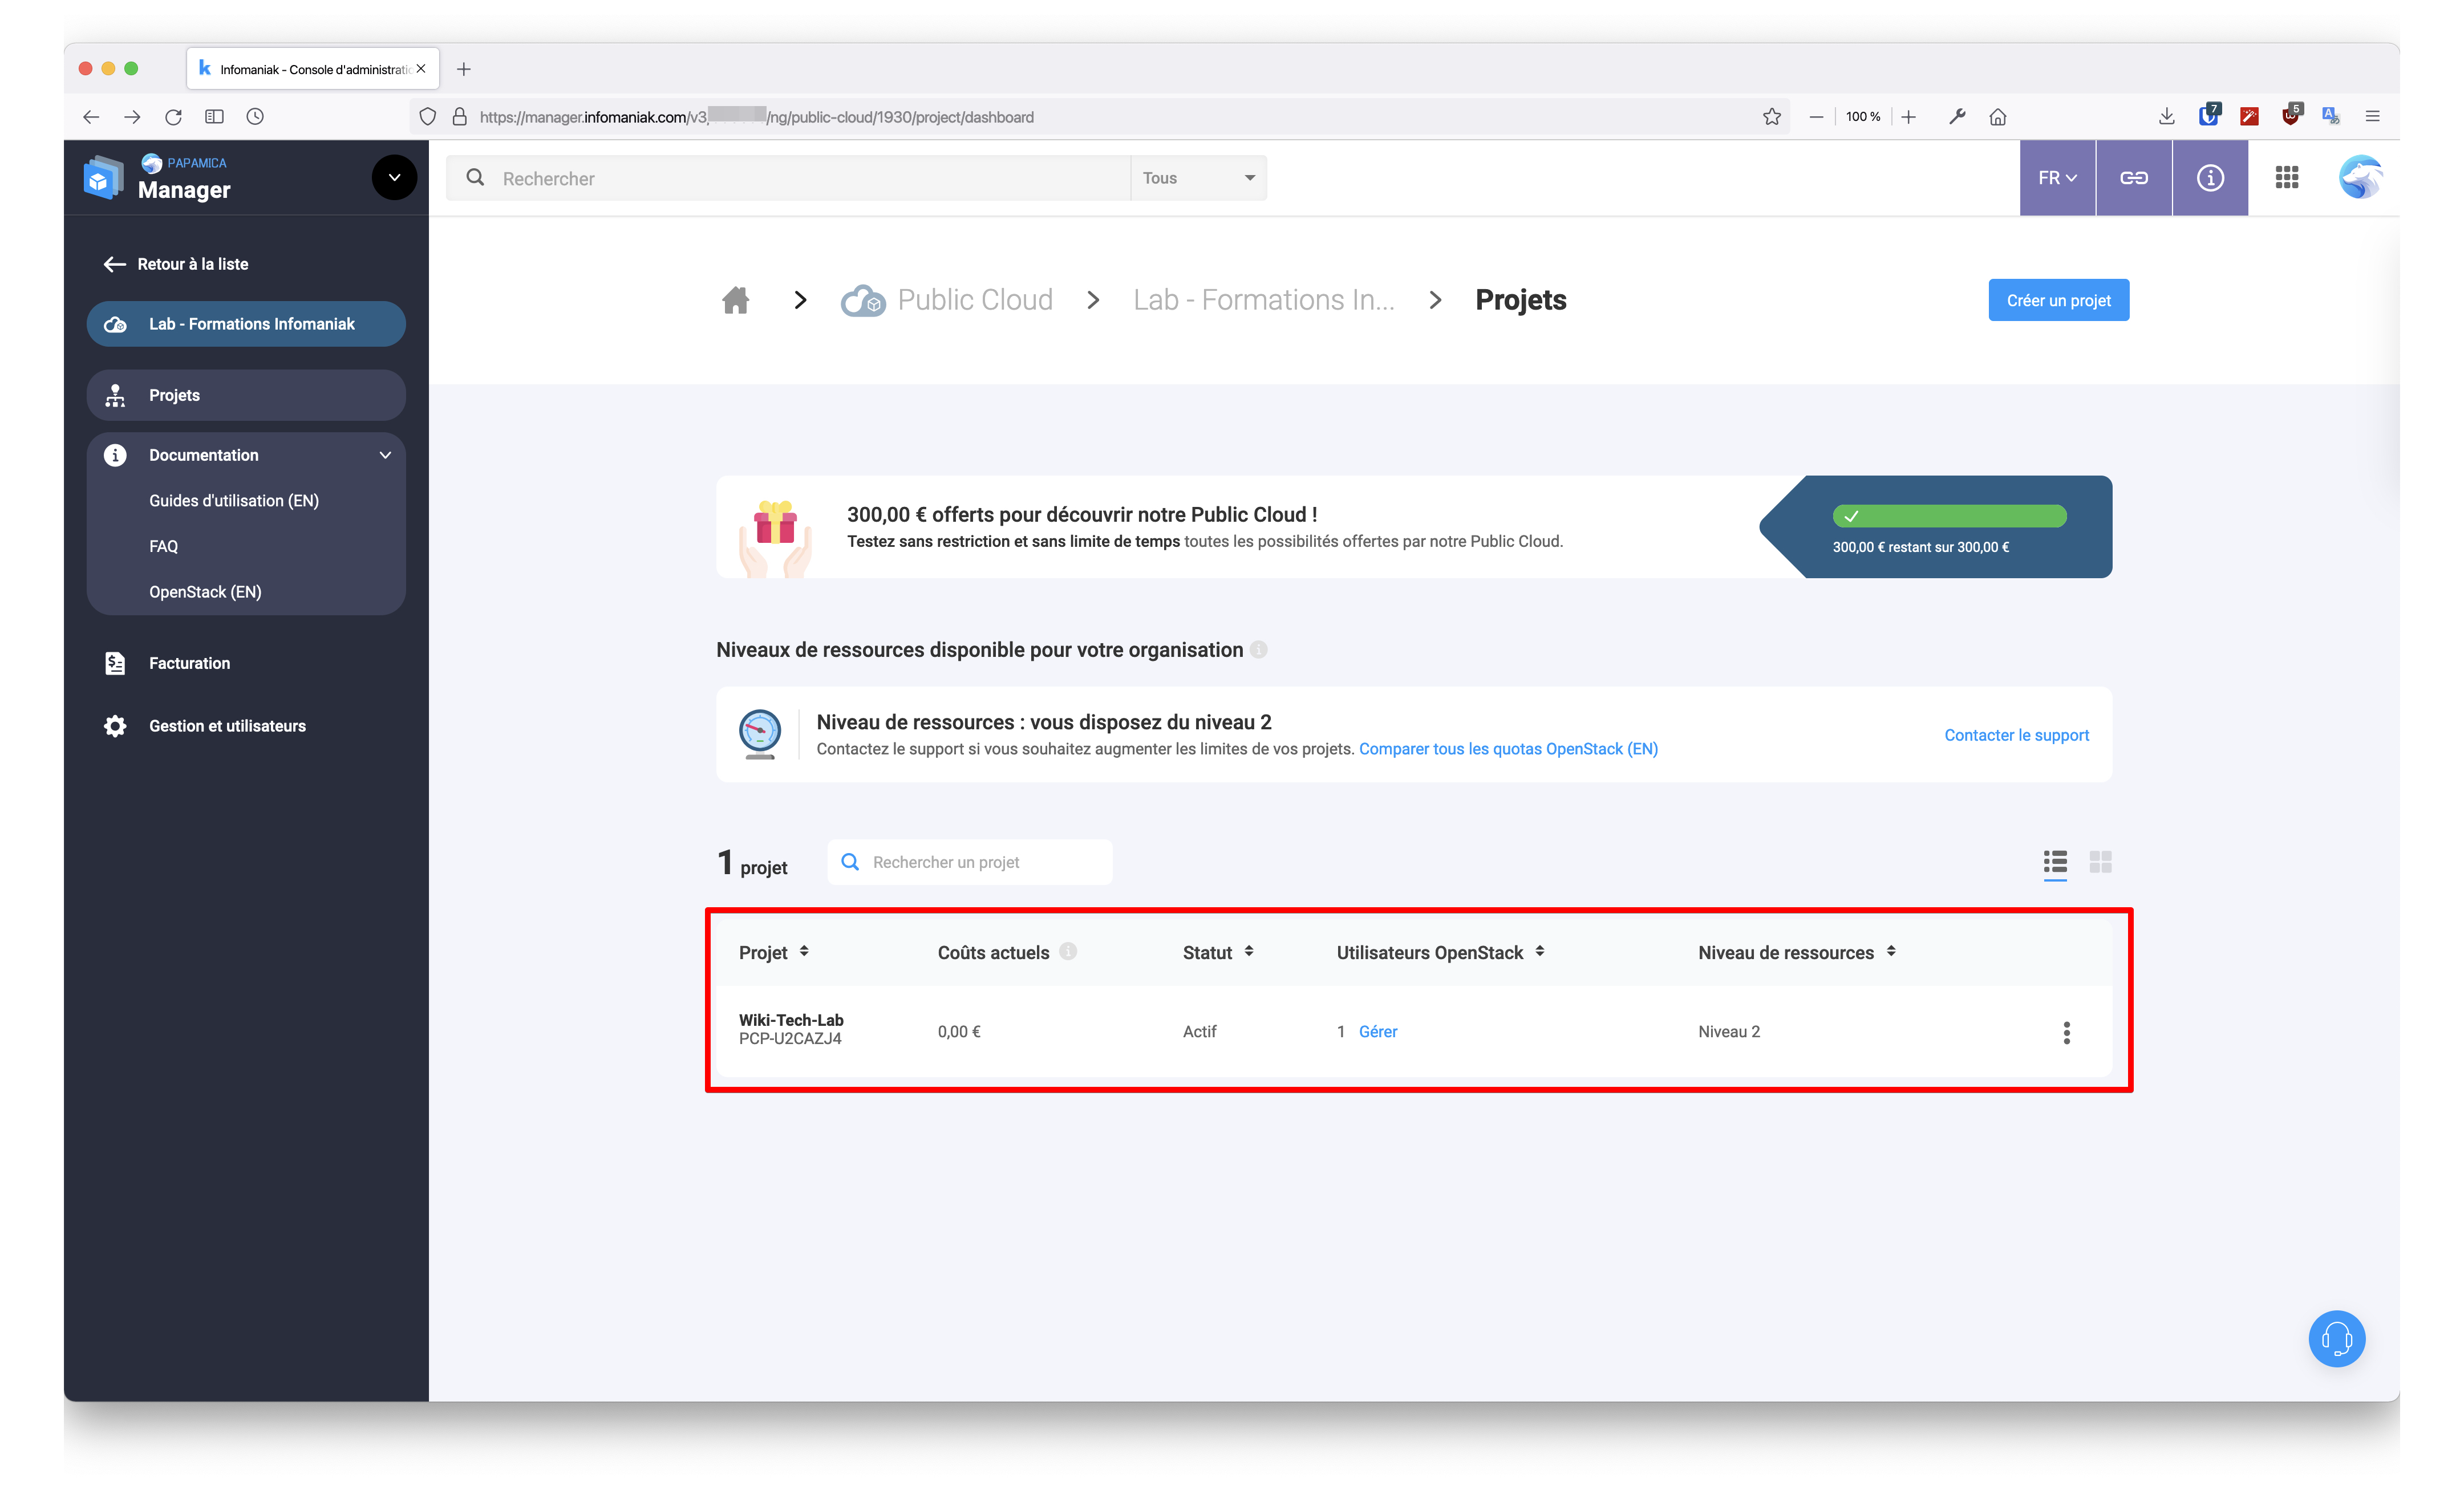 Infomaniak - Console d'administratio
https://manager.infomaniak.com/v3, /ng/public-cloud/1930/project/dashboard
100 %
7
5
PAPAMICA
Manager
Rechercher
Tous
FR
Retour à la liste
Lab - Formations Infomaniak
Projets
Documentation
Guides d'utilisation (EN)
FAQ
OpenStack (EN)
Facturation
Gestion et utilisateurs
Public Cloud
Lab - Formations In...
Projets
Créer un projet
300,00 € offerts pour découvrir notre Public Cloud !
Testez sans restriction et sans limite de temps toutes les possibilités offertes par notre Public Cloud.
300,00 € restant sur 300,00 €
Niveaux de ressources disponible pour votre organisation
Niveau de ressources : vous disposez du niveau 2
Contactez le support si vous souhaitez augmenter les limites de vos projets. Comparer tous les quotas OpenStack (EN)
Contacter le support
1 projet
Rechercher un projet
Projet
Coûts actuels
Statut
Utilisateurs OpenStack
Niveau de ressources
Wiki-Tech-Lab
PCP-U2CAZJ4
0,00 €
Actif
1 Gérer
Niveau 2